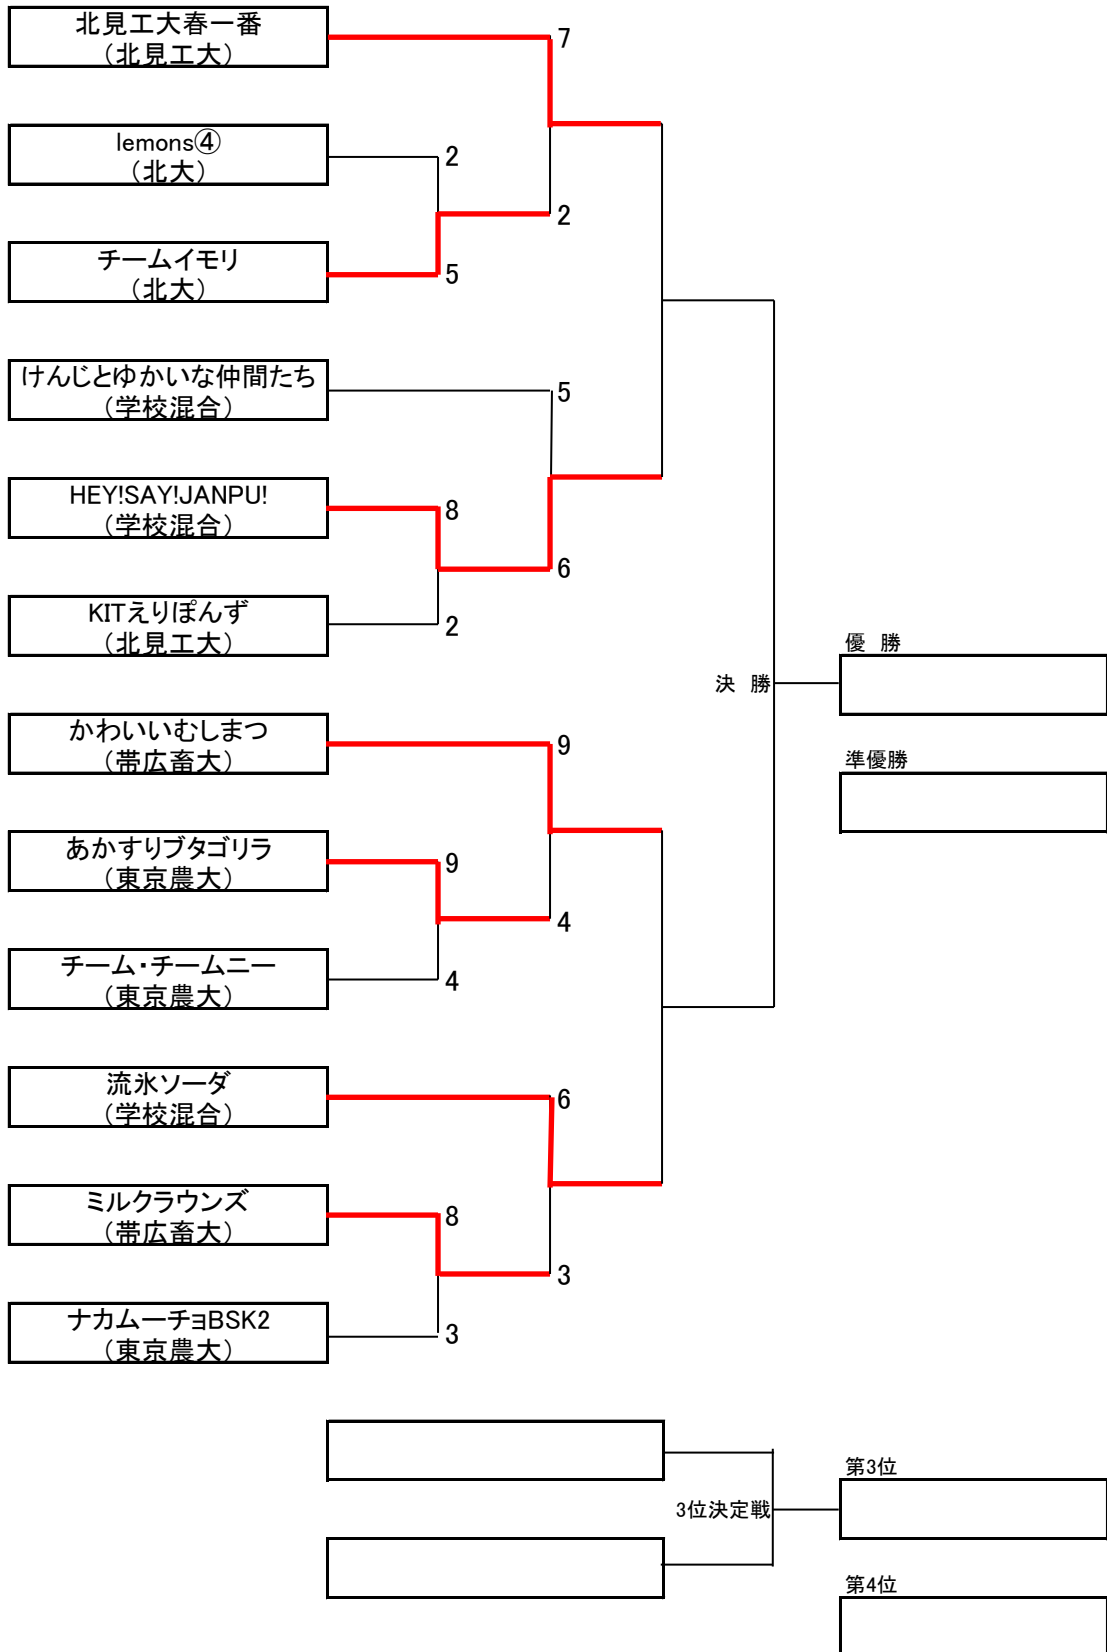 北見工大春一番
(北見工大)
7
lemons④
(北大)
2
2
チームイモリ
(北大)
5
けんじとゆかいな仲間たち
(学校混合)
5
HEY!SAY!JANPU!
(学校混合)
8
6
KITえりぽんず
(北見工大)
2
優 勝
決 勝
かわいいむしまつ
(帯広畜大)
9
準優勝
あかすりブタゴリラ
(東京農大)
9
4
チーム・チームニー
(東京農大)
4
流氷ソーダ
(学校混合)
6
ミルクラウンズ
(帯広畜大)
8
3
ナカムーチョBSK2
(東京農大)
3
第3位
3位決定戦
第4位